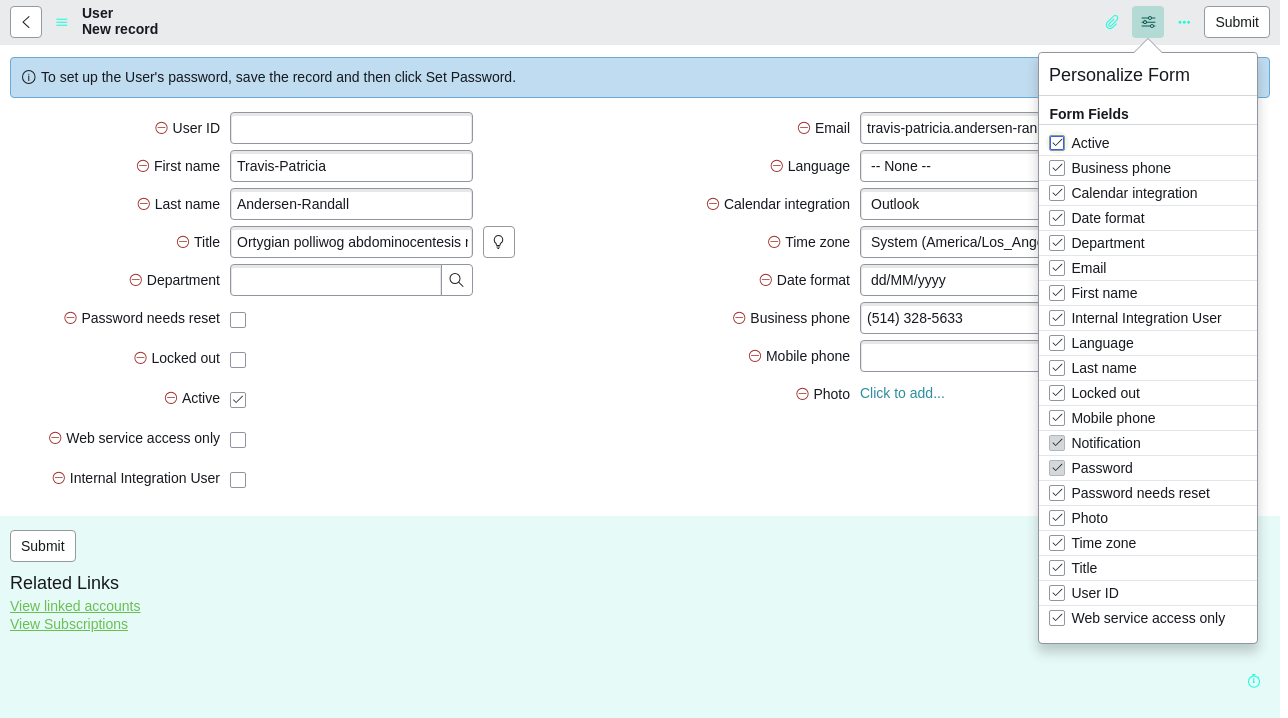 User
New record
Submit
To set up the User's password, save the record and then click Set Password.
User ID
First name
Travis-Patricia
Last name
Andersen-Randall
Title
Ortygian polliwog abdominocentesis
Department
Password needs reset
Locked out
Active
Web service access only
Internal Integration User
Email
travis-patricia.andersen-ran
Language
-- None --
Calendar integration
Outlook
Time zone
System (America/Los_Ang
Date format
dd/MM/yyyy
Business phone
(514) 328-5633
Mobile phone
Photo
Click to add...
Personalize Form
Form Fields
Active
Business phone
Calendar integration
Date format
Department
Email
First name
Internal Integration User
Language
Last name
Locked out
Mobile phone
Notification
Password
Password needs reset
Photo
Time zone
Title
User ID
Web service access only
Submit
Related Links
View linked accounts
View Subscriptions